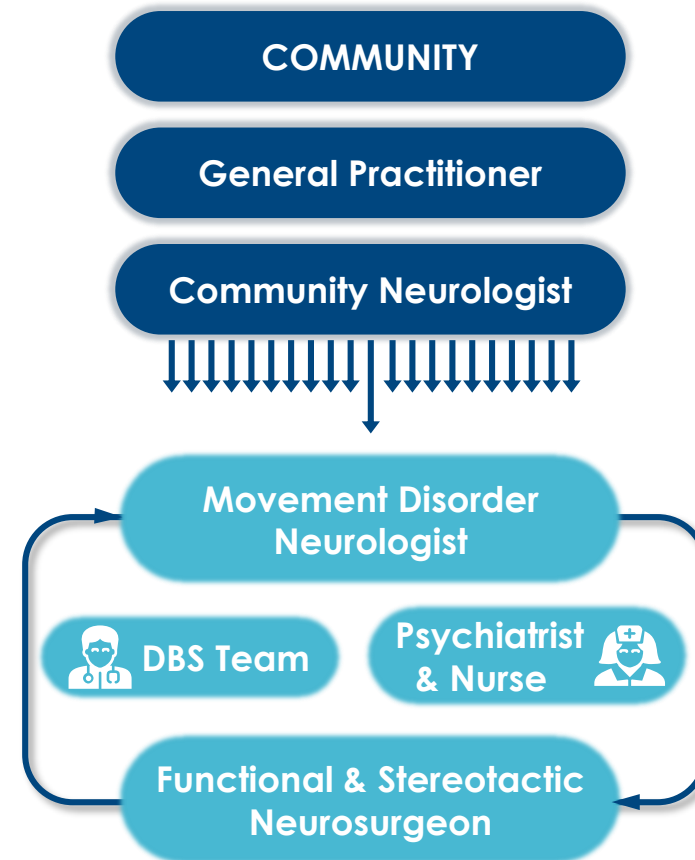 COMMUNITY
General Practitioner
Community Neurologist
Movement Disorder
Neurologist
DBS Team
Psychiatrist
& Nurse
Functional & Stereotactic
Neurosurgeon